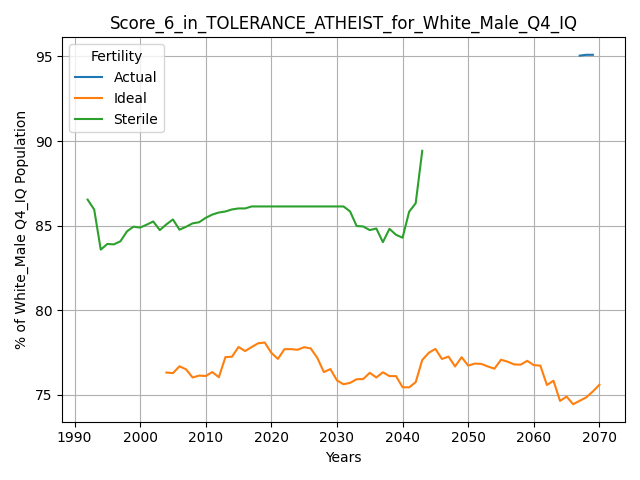 Score_6_in_TOLERANCE_ATHEIST_for_White_Male_Q4_IQ
% of White_Male Q4_IQ Population
95
90
85
80
75
Fertility
Actual
Ideal
Sterile
1990 2000 2010 2020 2030 2040 2050 2060 2070
Years